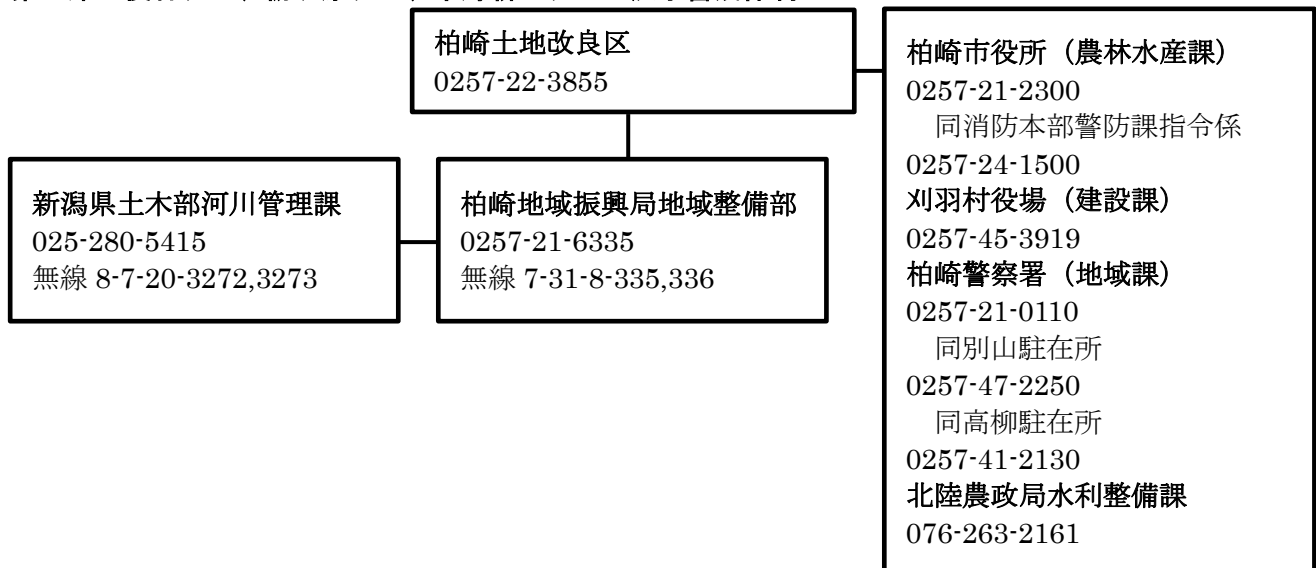 柏崎土地改良区
0257-22-3855
新潟県土木部河川管理課
025-280-5415
無線 8-7-20-3272,3273
柏崎地域振興局地域整備部
0257-21-6335
無線 7-31-8-335,336
柏崎市役所（農林水産課）
0257-21-2300
同消防本部警防課指令係
0257-24-1500
刈羽村役場（建設課）
0257-45-3919
柏崎警察署（地域課）
0257-21-0110
同別山駐在所
0257-47-2250
同高柳駐在所
0257-41-2130
北陸農政局水利整備課
076-263-2161